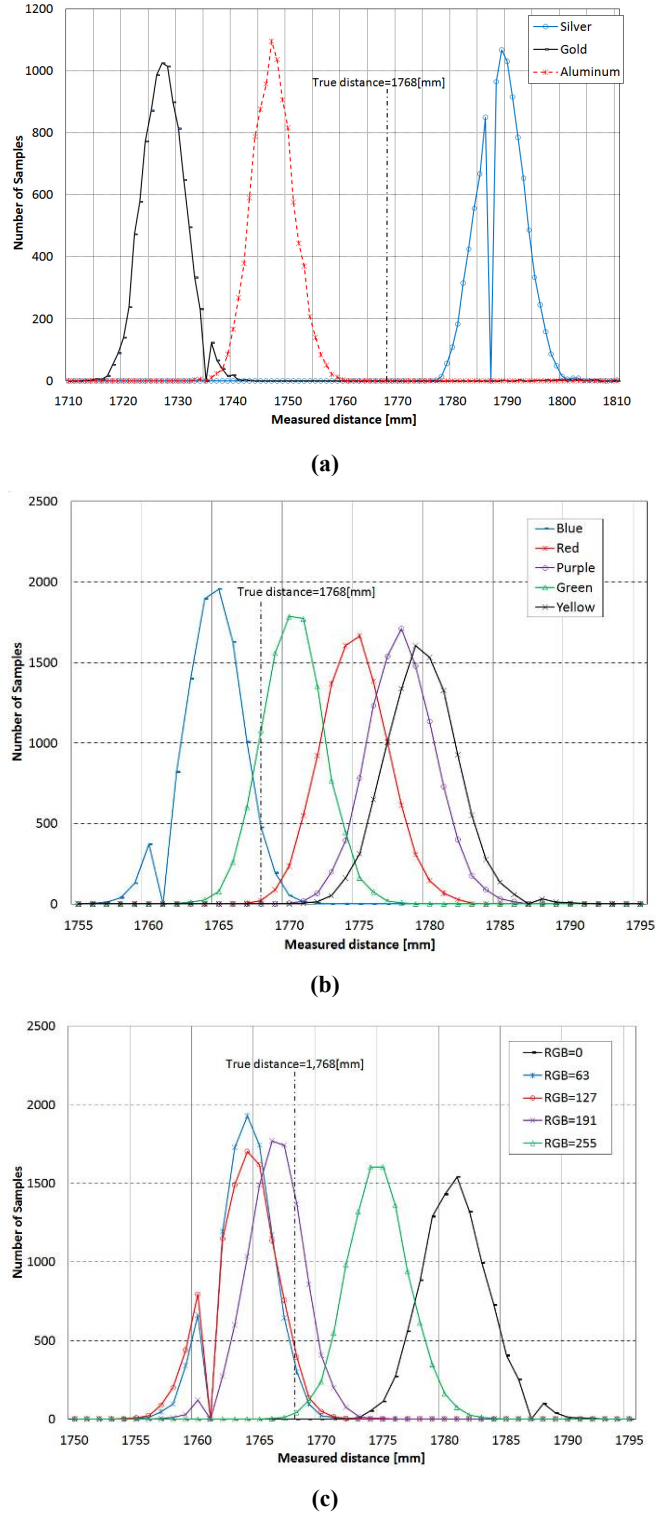 1200
1000
800
600
400
200
0
Number of Samples
Silver
Gold
Aluminum
True distance=1768[mm]
1710 1720 1730 1740 1750 1760 1770 1780 1790 1800 1810
Measured distance [mm]
(a)
2500
2000
1500
1000
500
0
Number of Samples
Blue
Red
Purple
Green
Yellow
True distance=1768[mm]
1755 1760 1765 1770 1775 1780 1785 1790 1795
Measured distance [mm]
(b)
2500
2000
1500
1000
500
0
Number of Samples
RGB=0
RGB=63
RGB=127
RGB=191
RGB=255
True distance=1,768[mm]
1750 1755 1760 1765 1770 1775 1780 1785 1790 1795
Measured distance [mm]
(c)